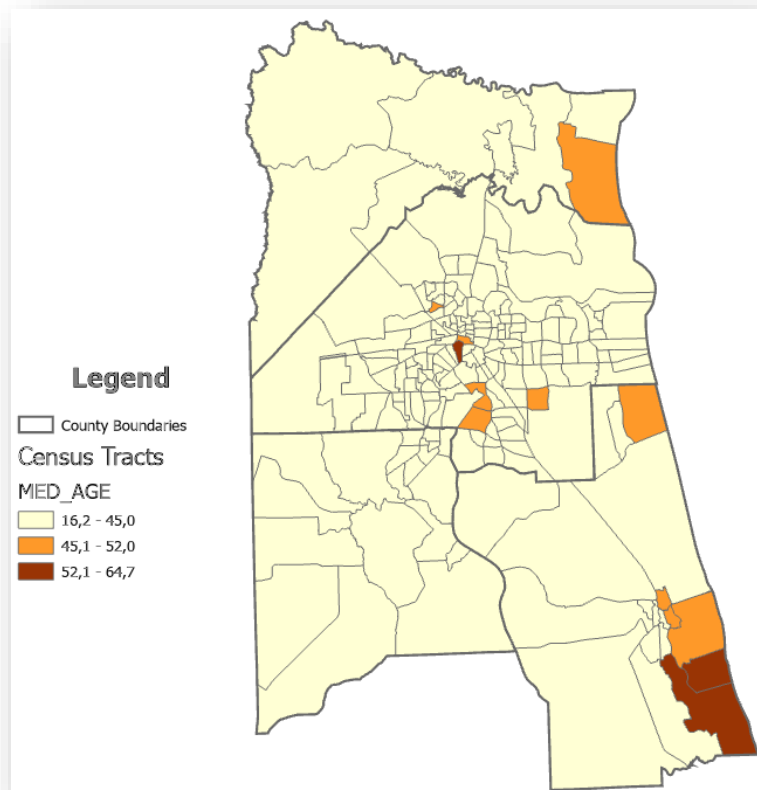 Legend
County Boundaries
Census Tracts
MED_AGE
16,2 - 45,0
45,1 - 52,0
52,1 - 64,7